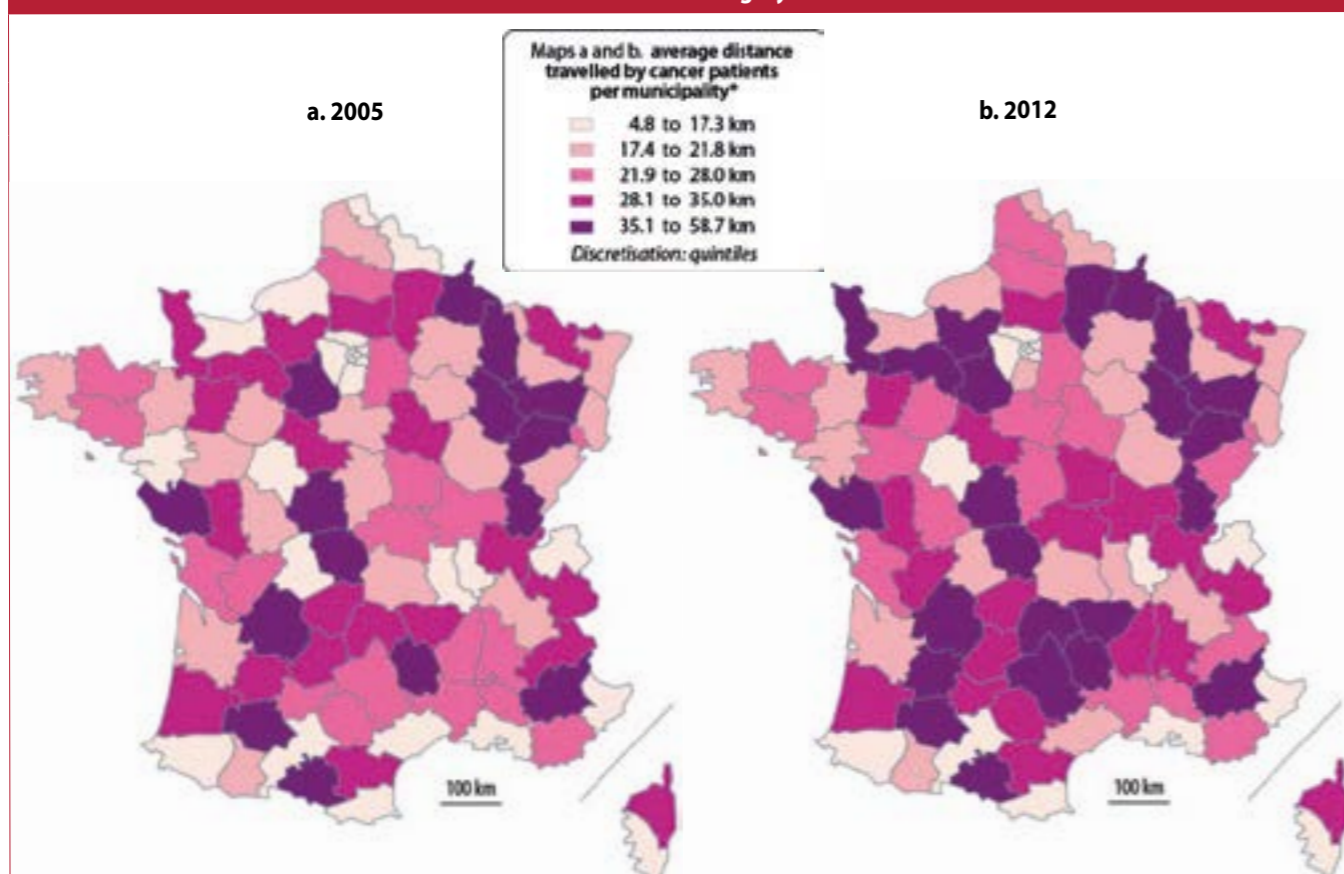 Maps a and b. average distance
travelled by cancer patients
per municipality*
a. 2005
b. 2012
4.8 to 17.3 km
17.4 to 21.8 km
21.9 to 28.0 km
28.1 to 35.0 km
35.1 to 58.7 km
Discretisation: quintiles
100 km
100 km